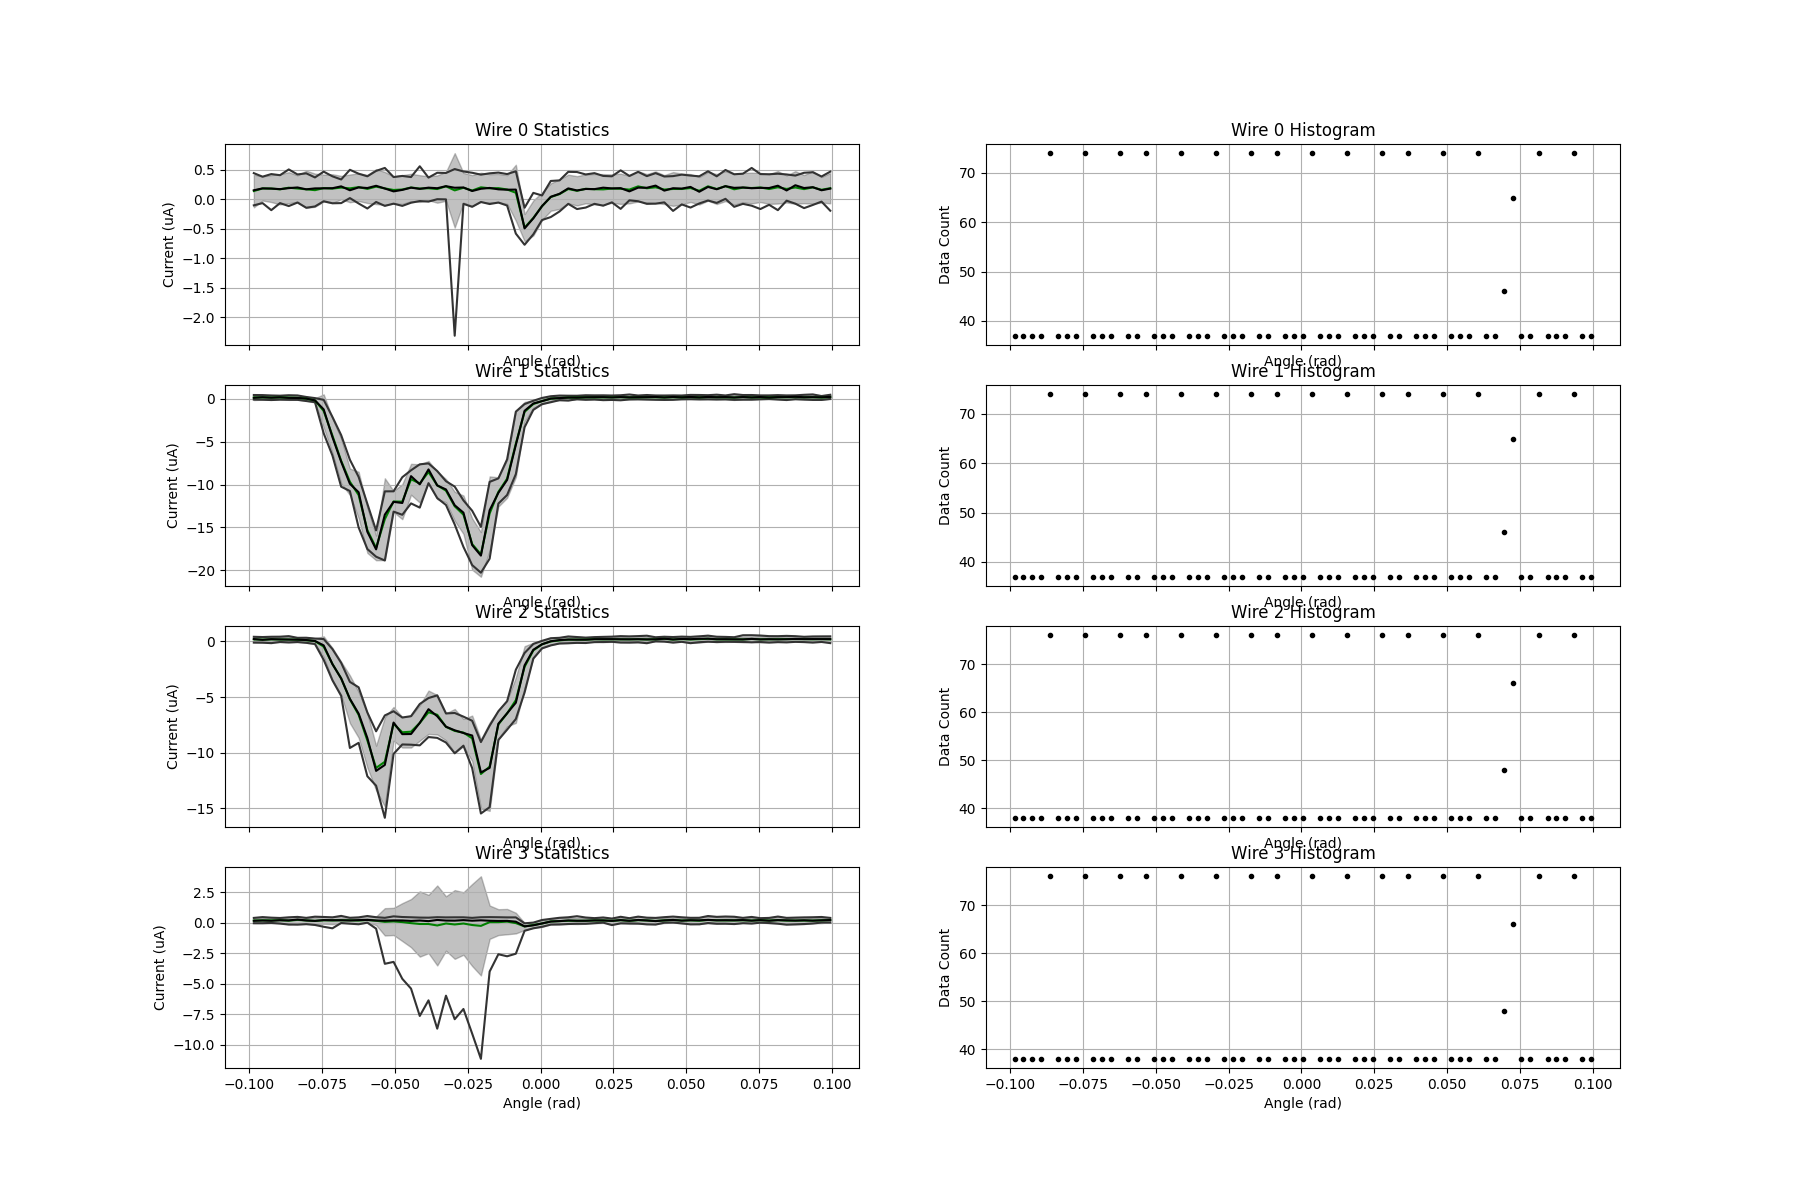 Wire 0 Statistics
Current (uA)
0.5
0.0
−0.5
−1.0
−1.5
−2.0
Angle (rad)
Wire 0 Histogram
Data Count
70
60
50
40
Angle (rad)
Wire 1 Statistics
Current (uA)
0
−5
−10
−15
−20
Angle (rad)
Wire 1 Histogram
Data Count
70
60
50
40
Angle (rad)
Wire 2 Statistics
Current (uA)
0
−5
−10
−15
Angle (rad)
Wire 2 Histogram
Data Count
70
60
50
40
Angle (rad)
Wire 3 Statistics
Current (uA)
2.5
0.0
−2.5
−5.0
−7.5
−10.0
−0.100 −0.075 −0.050 −0.025 0.000 0.025 0.050 0.075 0.100
Angle (rad)
Wire 3 Histogram
Data Count
70
60
50
40
−0.100 −0.075 −0.050 −0.025 0.000 0.025 0.050 0.075 0.100
Angle (rad)